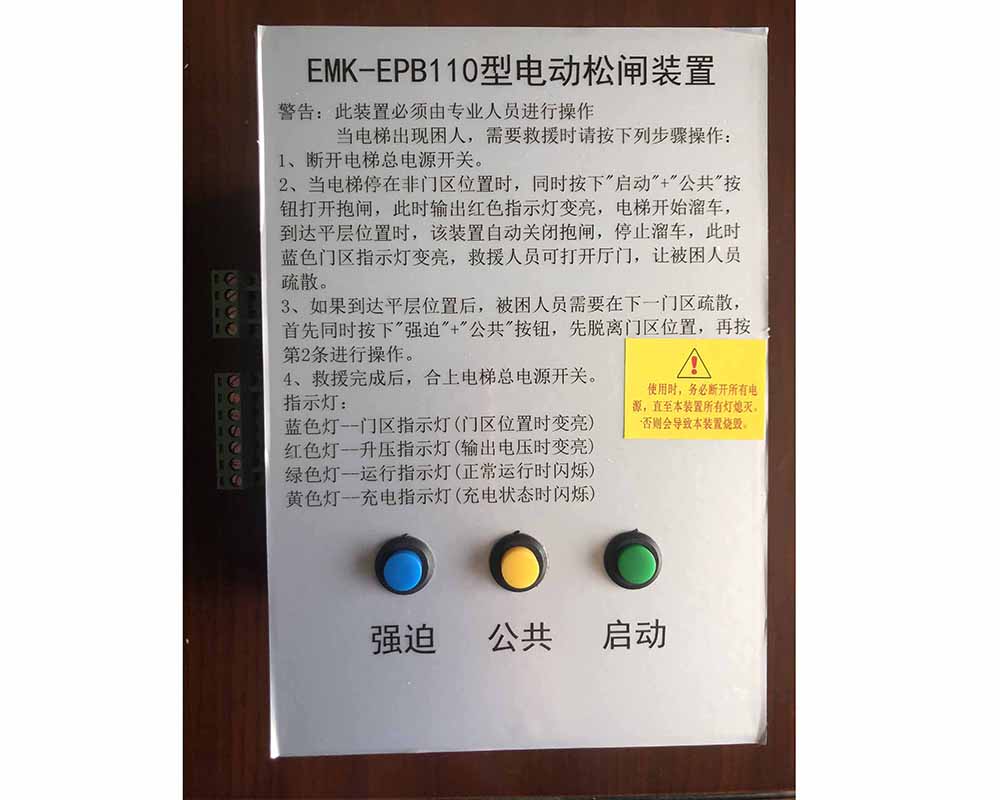 EMK-EPB110型电动松闸装置
警告：此装置必须由专业人员进行操作
当电梯出现困人，需要救援时请按下列步骤操作：
1、断开电梯总电源开关。
2、当电梯停在非门区位置时，同时按下"启动"+"公共"按
钮打开抱闸，此时输出红色指示灯变亮，电梯开始溜车，
到达平层位置时，该装置自动关闭抱闸，停止溜车，此时
蓝色门区指示灯变亮，救援人员可打开厅门，让被困人员
疏散。
3、如果到达平层位置后，被困人员需要在下一门区疏散，
首先同时按下"强迫"+"公共"按钮，先脱离门区位置，再按
第2条进行操作。
4、救援完成后，合上电梯总电源开关。
指示灯：
蓝色灯--门区指示灯(门区位置时变亮)
红色灯--升压指示灯(输出电压时变亮)
绿色灯--运行指示灯(正常运行时闪烁)
黄色灯--充电指示灯(充电状态时闪烁)
使用时，务必断开所有电
源，直至本装置所有灯熄灭。
否则会导致本装置烧毁。
强迫 公共 启动